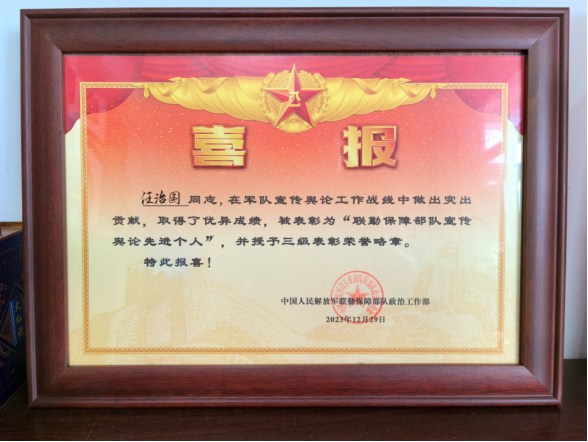 喜报
汪治国同志，在军队宣传舆论工作战线中做出突出
贡献，取得了优异成绩，被表彰为“联勤保障部队宣传
舆论先进个人”，并授予三级表彰荣誉略章。
特此报喜！
中国人民解放军联勤保障部队政治工作部
2023年12月29日